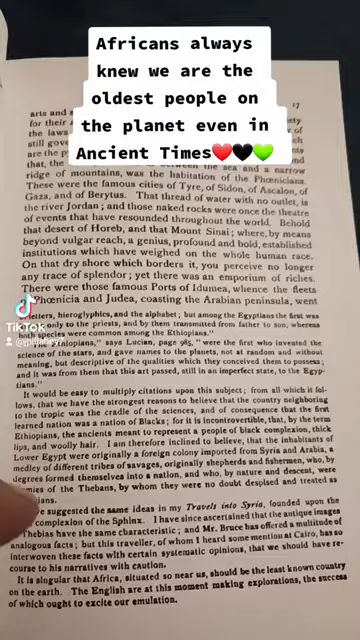 Africans always
knew we are the
oldest people on
the planet even in
Ancient Times❤️🖤💚
17
arts and
for their
the laws
still gove
are the py
that, the
ridge of mountains, was the habitation of the Phœnicians.
These were the famous cities of Tyre, of Sidon, of Ascalon, of
Gaza, and of Berytus. That thread of water with no outlet, is
the river Jordan; and those naked rocks were once the theatre
of events that have resounded throughout the world. Behold
that desert of Horeb, and that Mount Sinai; where, by means
beyond vulgar reach, a genius, profound and bold, established
institutions which have weighed on the whole human race.
On that dry shore which borders it, you perceive no longer
any trace of splendor; yet there was an emporium of riches.
There were those famous Ports of Idumea, whence the fleets
of Phœnicia and Judea, coasting the Arabian peninsula, went
letters, hieroglyphics, and the alphabet; but among the Egyptians the first was
only to the priests, and by them transmitted from father to son, whereas
both species were common among the Ethiopians."
Ethiopians," says Lucian, page 985, "were the first who invented the
science of the stars, and gave names to the planets, not at random and without
meaning, but descriptive of the qualities which they conceived them to possess;
and it was from them that this art passed, still in an imperfect state, to the Egyp-
tians."
It would be easy to multiply citations upon this subject; from all which it fol-
lows, that we have the strongest reasons to believe that the country neighboring
to the tropic was the cradle of the sciences, and of consequence that the first
learned nation was a nation of Blacks; for it is incontrovertible, that, by the term
Ethiopians, the ancients meant to represent a people of black complexion, thick
lips, and woolly hair. I am therefore inclined to believe, that the inhabitants of
Lower Egypt were originally a foreign colony imported from Syria and Arabia, a
medley of different tribes of savages, originally shepherds and fishermen, who, by
degrees formed themselves into a nation, and who, by nature and descent, were
mies of the Thebans, by whom they were no doubt despised and treated as
ians.
ve suggested the same ideas in my Travels into Syria, founded upon the
complexion of the Sphinx. I have since ascertained that the antique images
Thebias have the same characteristic; and Mr. Bruce has offered a multitude of
analogous facts; but this traveller, of whom I heard some mention at Cairo, has so
interwoven these facts with certain systematic opinions, that we should have re-
course to his narratives with caution.
It is singular that Africa, situated so near us, should be the least known country
on the earth. The English are at this moment making explorations, the success
of which ought to excite our emulation.
TikTok